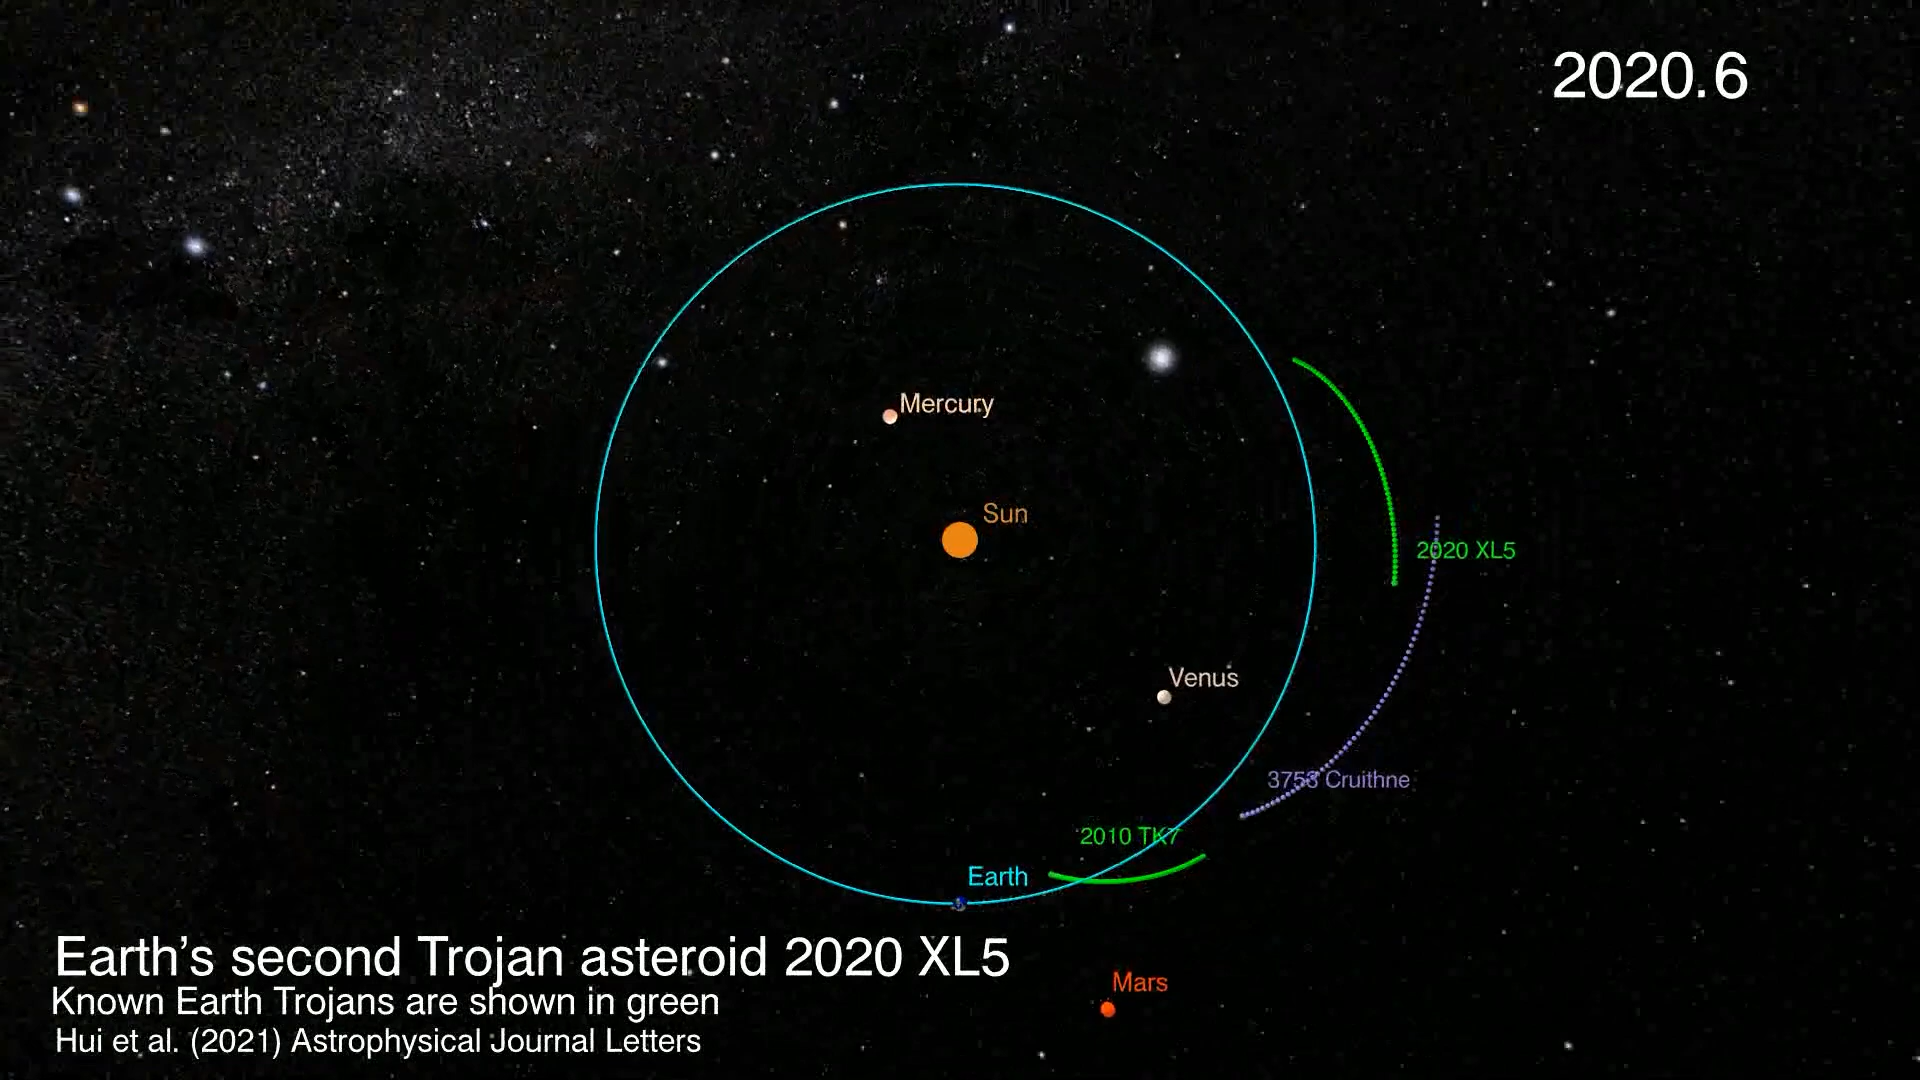 2020.6
Mercury
Sun
2020 XL5
Venus
3753 Cruithne
2010 TK7
Earth
Earth’s second Trojan asteroid 2020 XL5
Mars
Known Earth Trojans are shown in green
Hui et al. (2021) Astrophysical Journal Letters